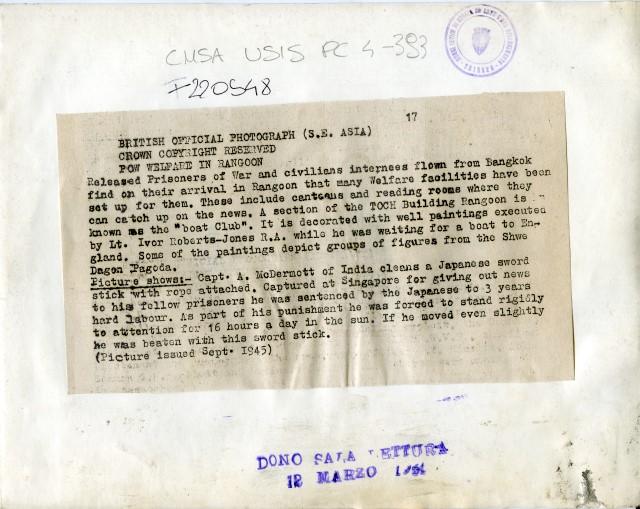 CMSA USIS PC 4-393
F220548
17
BRITISH OFFICIAL PHOTOGRAPH (S.E. ASIA)
CROWN COPYRIGHT RESERVED
POW WELFARE IN RANGOON
Released Prisoners of War and civilians internees flown from Bangkok
find on their arrival in Rangoon that many Welfare facilities have been
set up for them. These include canteens and reading rooms where they
can catch up on the news. A section of the TOCH Building Rangoon is
known as the "boat Club". It is decorated with well paintings executed
by Lt. Ivor Roberts-Jones R.A. while he was waiting for a boat to En-
gland. Some of the paintings depict groups of figures from the Shwe
Dagon Pagoda.
Picture shows:- Capt. A. McDermott of India cleans a Japanese sword
stick with rope attached. Captured at Singapore for giving out news
to his fellow prisoners he was sentenced by the Japanese to 3 years
hard labour. As part of his punishment he was forced to stand rigidly
to attention for 16 hours a day in the sun. If he moved even slightly
he was beaten with this sword stick.
(Picture issued Sept. 1945)
DONO SALA LETTURA
12 MARZO